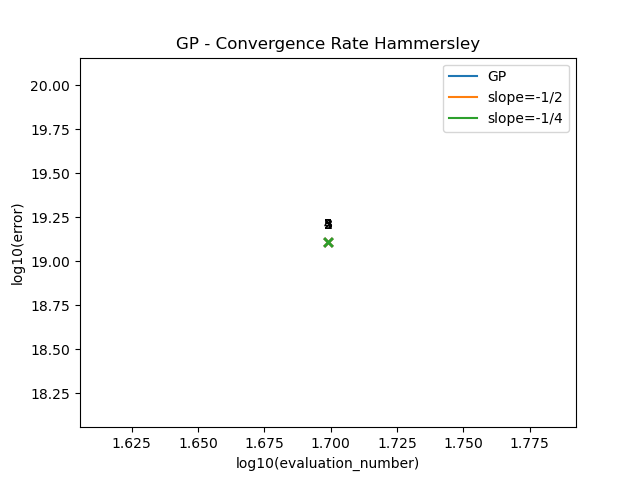 GP - Convergence Rate Hammersley
GP
slope=-1/2
slope=-1/4
log10(error)
20.00
19.75
19.50
19.25
19.00
18.75
18.50
18.25
1.625 1.650 1.675 1.700 1.725 1.750 1.775
log10(evaluation_number)